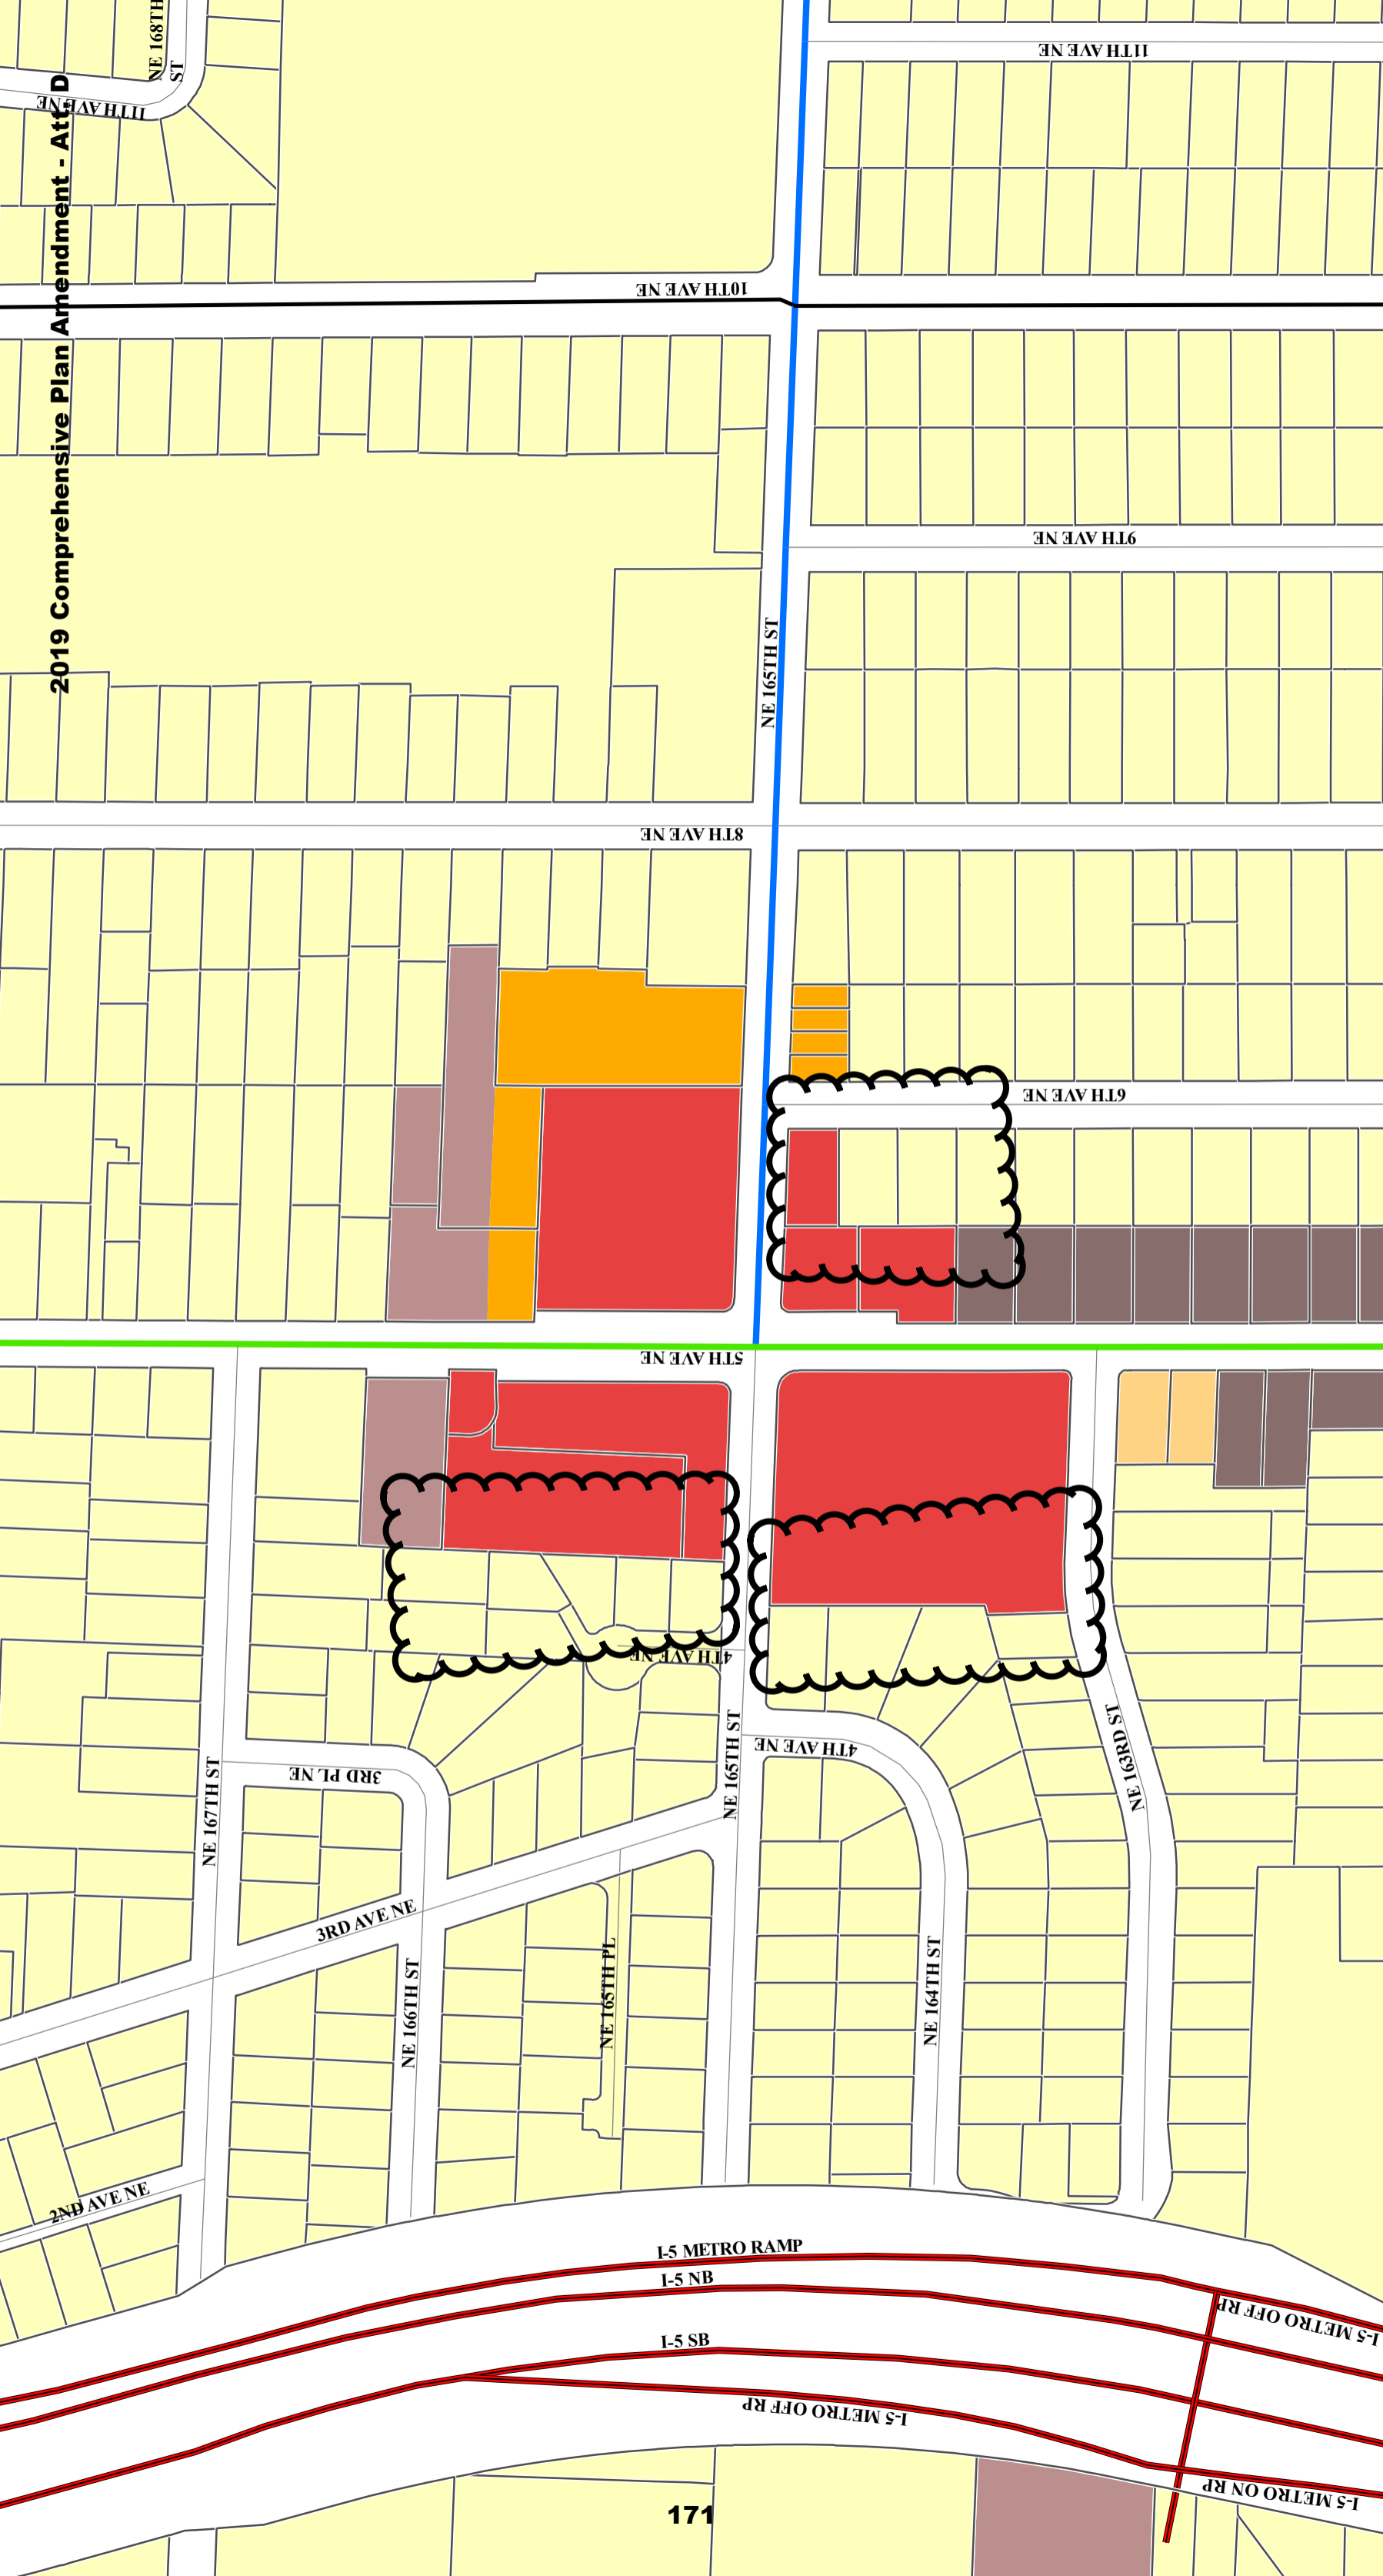 NE 168TH
ST
11TH AVE NE
11TH AVE NE
2019 Comprehensive Plan Amendment - Att. D
10TH AVE NE
9TH AVE NE
NE 165TH ST
8TH AVE NE
6TH AVE NE
5TH AVE NE
4TH AVE NE
NE 165TH ST
4TH AVE NE
NE 163RD ST
3RD PL NE
NE 167TH ST
3RD AVE NE
NE 166TH ST
NE 165TH PL
NE 164TH ST
2ND AVE NE
I-5 METRO RAMP
I-5 NB
I-5 METRO OFF RP
I-5 SB
I-5 METRO OFF RP
I-5 METRO ON RP
171